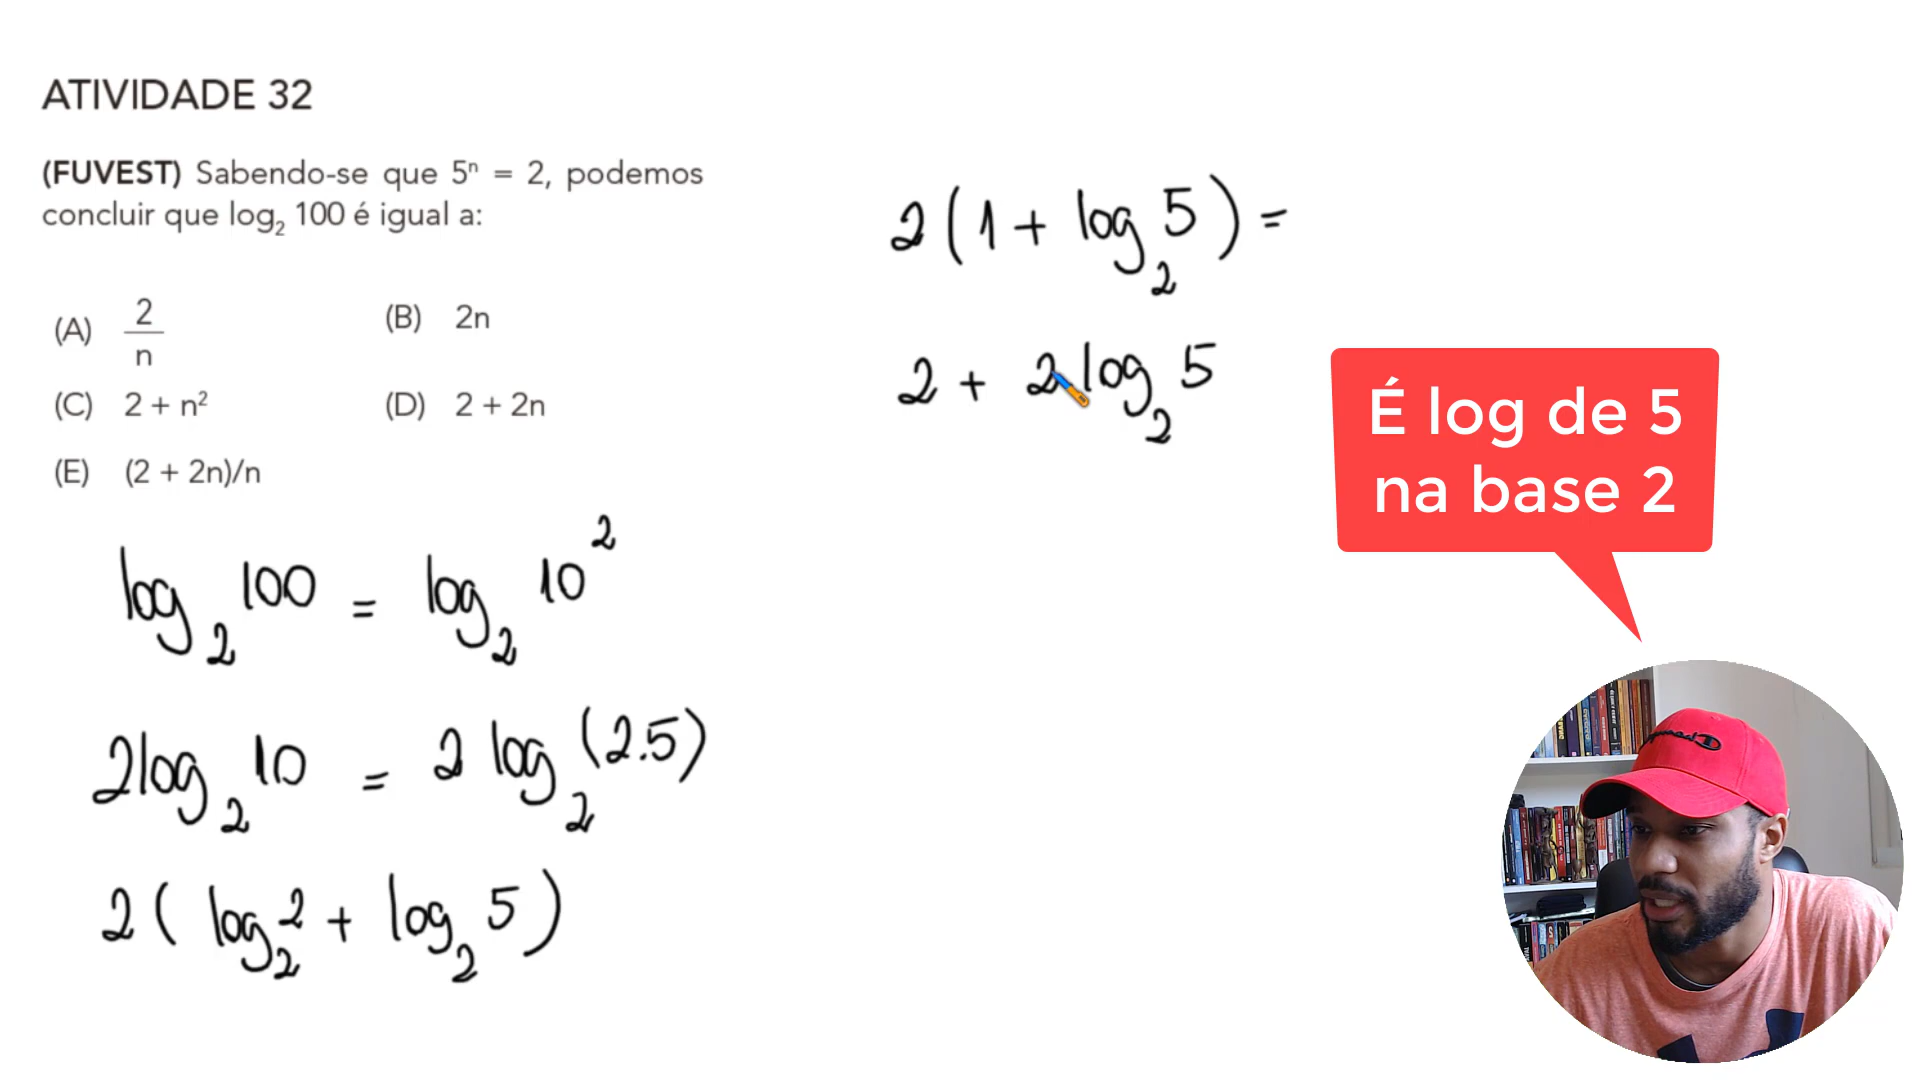 ATIVIDADE 32
(FUVEST) Sabendo-se que 5ⁿ = 2, podemos
concluir que log₂ 100 é igual a:
(A) 2/n
(B) 2n
(C) 2 + n²
(D) 2 + 2n
(E) (2 + 2n)/n
log₂ 100 = log₂ 10²
2log₂ 10 = 2 log₂ (2.5)
2 ( log₂ 2 + log₂ 5 )
2 ( 1 + log₂ 5 ) =
2 + 2log₂ 5
É log de 5
na base 2
Champion